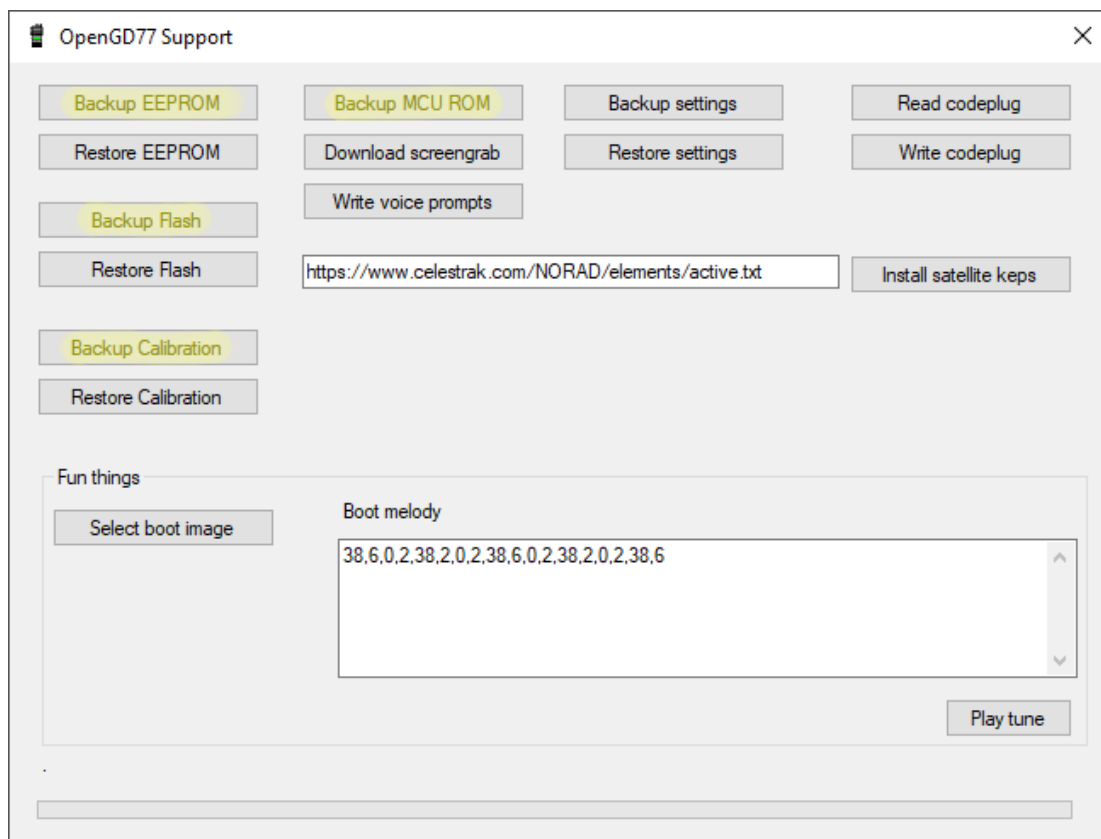 OpenGD77 Support
Backup EEPROM
Backup MCU ROM
Backup settings
Read codeplug
Restore EEPROM
Download screengrab
Restore settings
Write codeplug
Backup Flash
Write voice prompts
Restore Flash
https://www.celestrak.com/NORAD/elements/active.txt
Install satellite keps
Backup Calibration
Restore Calibration
Fun things
Select boot image
Boot melody
38,6,0,2,38,2,0,2,38,6,0,2,38,2,0,2,38,6
Play tune
.